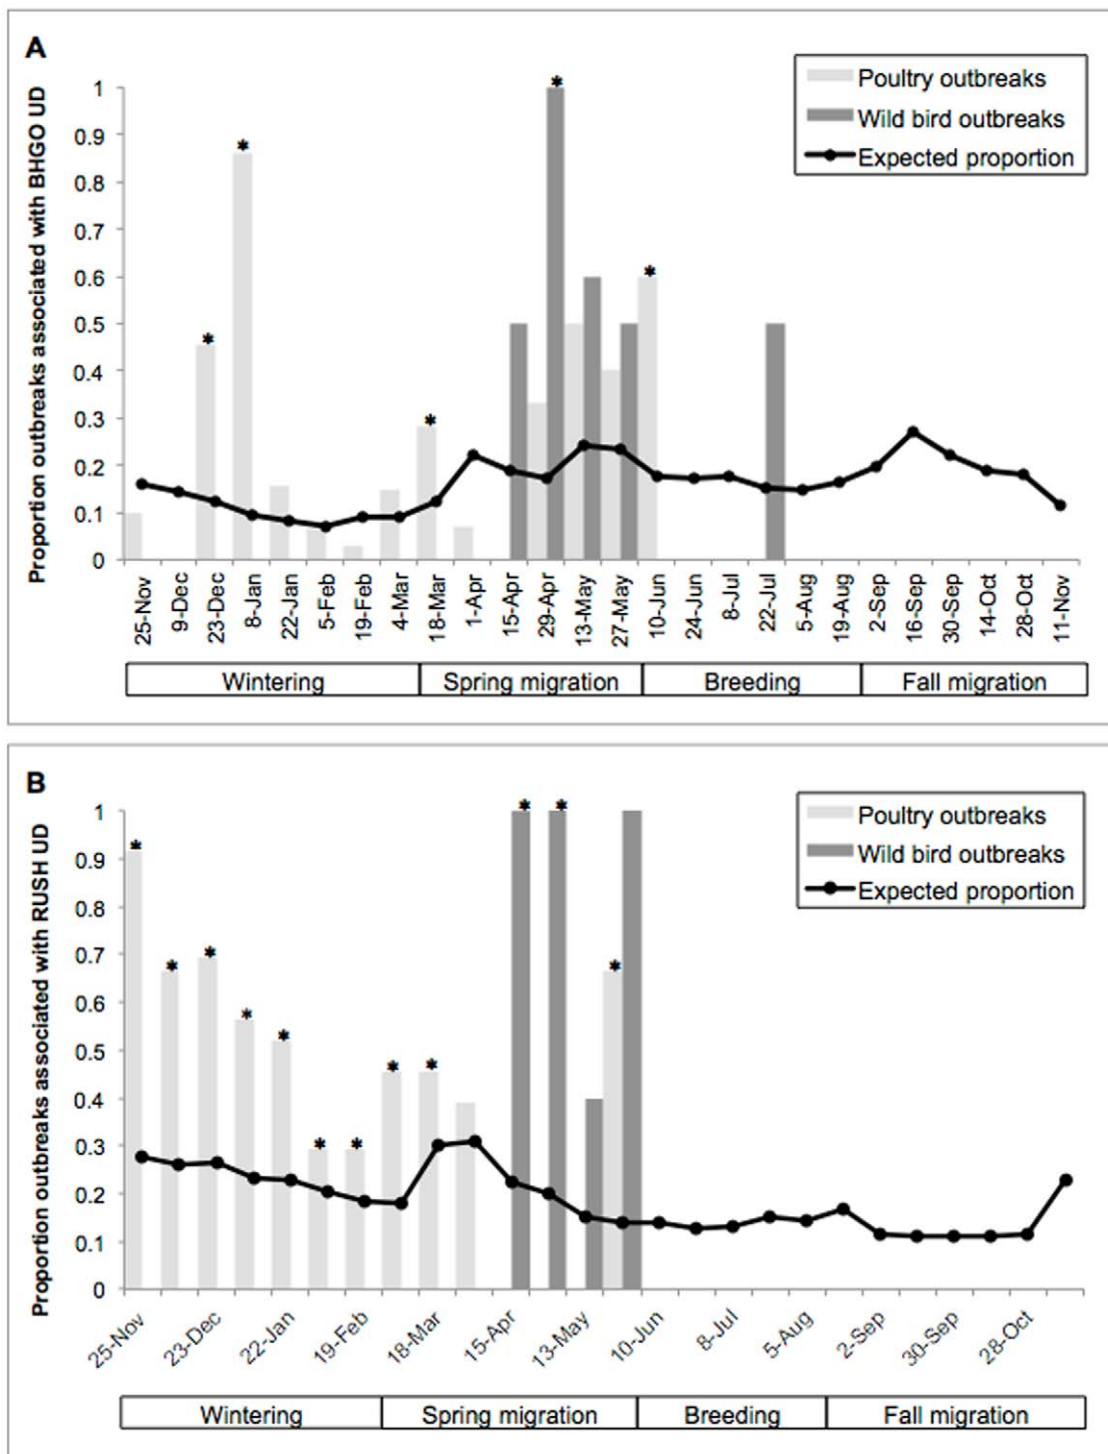 A
Poultry outbreaks
Wild bird outbreaks
Expected proportion
Proportion outbreaks associated with BHGO UD
1
0.9
0.8
0.7
0.6
0.5
0.4
0.3
0.2
0.1
0
* * * * * *
25-Nov 9-Dec 23-Dec 8-Jan 22-Jan 5-Feb 19-Feb 4-Mar 18-Mar 1-Apr 15-Apr 29-Apr 13-May 27-May 10-Jun 24-Jun 8-Jul 22-Jul 5-Aug 19-Aug 2-Sep 16-Sep 30-Sep 14-Oct 28-Oct 11-Nov
Wintering Spring migration Breeding Fall migration
B
Poultry outbreaks
Wild bird outbreaks
Expected proportion
Proportion outbreaks associated with RUSH UD
1
0.9
0.8
0.7
0.6
0.5
0.4
0.3
0.2
0.1
0
* * * * * * * * * * * *
25-Nov 23-Dec 22-Jan 19-Feb 18-Mar 15-Apr 13-May 10-Jun 8-Jul 5-Aug 2-Sep 30-Sep 28-Oct
Wintering Spring migration Breeding Fall migration